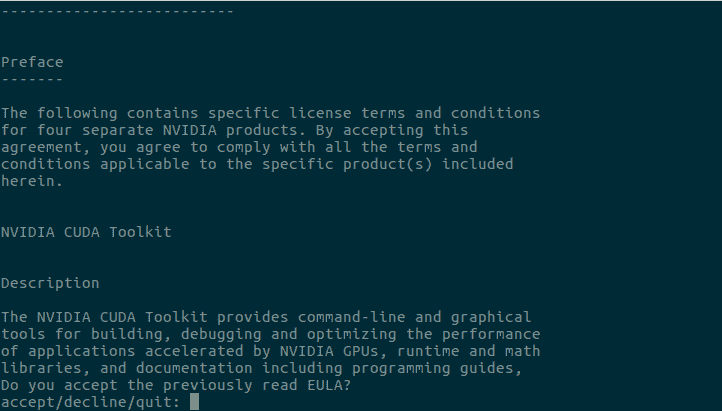 --------------------------
Preface
-------
The following contains specific license terms and conditions
for four separate NVIDIA products. By accepting this
agreement, you agree to comply with all the terms and
conditions applicable to the specific product(s) included
herein.
NVIDIA CUDA Toolkit
Description
The NVIDIA CUDA Toolkit provides command-line and graphical
tools for building, debugging and optimizing the performance
of applications accelerated by NVIDIA GPUs, runtime and math
libraries, and documentation including programming guides,
Do you accept the previously read EULA?
accept/decline/quit: